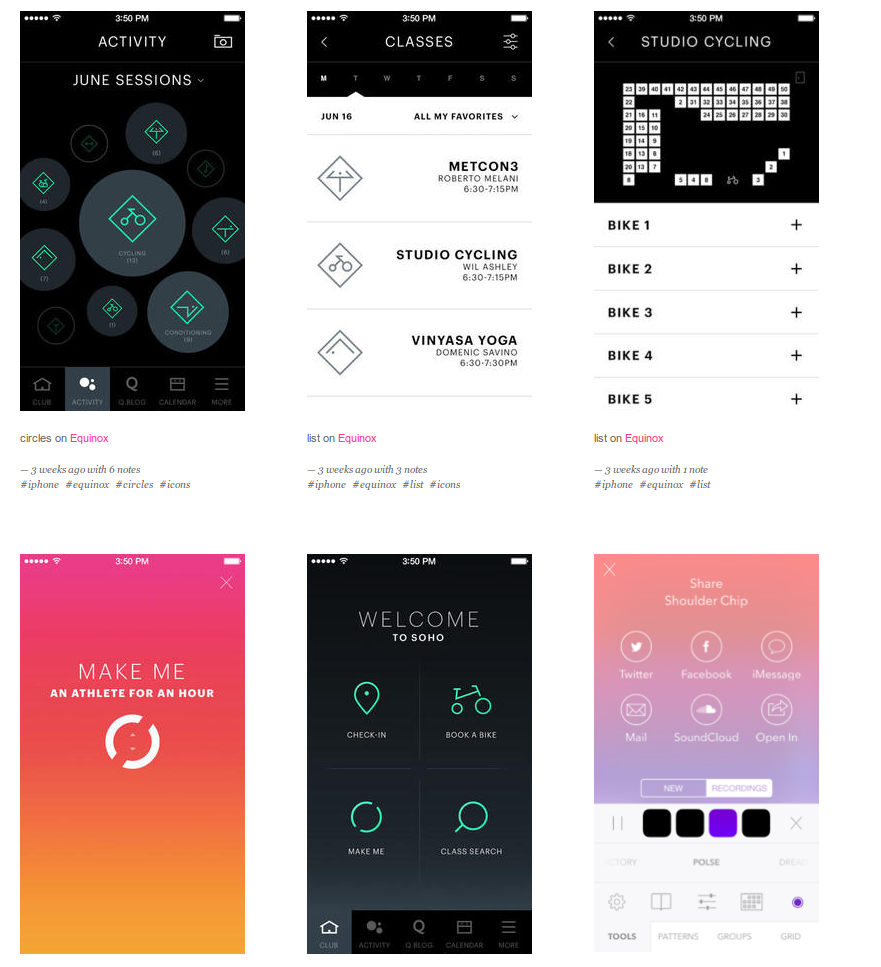 3:50 PM
ACTIVITY
JUNE SESSIONS
(6)
(4)
CYCLING
(13)
(6)
(7)
(1)
CONDITIONING
(9)
CLUB
ACTIVITY
Q BLOG
CALENDAR
MORE
circles on Equinox
— 3 weeks ago with 6 notes
#iphone #equinox #circles #icons
3:50 PM
CLASSES
M T W T F S S
JUN 16
ALL MY FAVORITES
METCON3
ROBERTO MELANI
6:30-7:15PM
STUDIO CYCLING
WIL ASHLEY
6:30-7:15PM
VINYASA YOGA
DOMENIC SAVINO
6:30-7:30PM
list on Equinox
— 3 weeks ago with 3 notes
#iphone #equinox #list #icons
3:50 PM
STUDIO CYCLING
23 39 40 41 42 43 44 45 46 47 48 49 50
22 2 31 32 33 34 35 36 37 38
21 16 11 24 25 26 27 28 29 30
20 15 10
19 14 9
18 13 8 1
20 13 7 2
8 5 4 8 3
BIKE 1
BIKE 2
BIKE 3
BIKE 4
BIKE 5
list on Equinox
— 3 weeks ago with 1 note
#iphone #equinox #list
3:50 PM
MAKE ME
AN ATHLETE FOR AN HOUR
3:50 PM
WELCOME
TO SOHO
CHECK-IN
BOOK A BIKE
MAKE ME
CLASS SEARCH
CLUB
ACTIVITY
Q BLOG
CALENDAR
MORE
Share
Shoulder Chip
Twitter
Facebook
iMessage
Mail
SoundCloud
Open In
NEW
RECORDINGS
CTORY
POLSE
DREA
TOOLS
PATTERNS
GROUPS
GRID